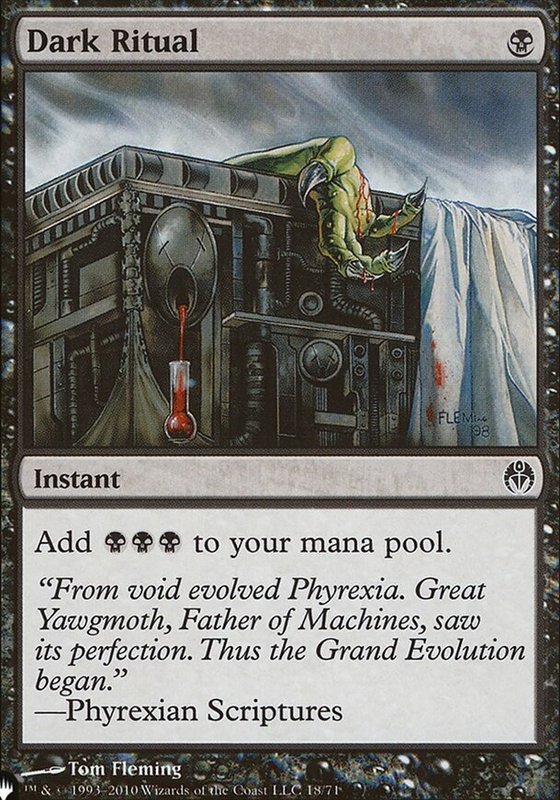 Dark Ritual
FLEMing
98
Instant
Add to your mana pool.
“From void evolved Phyrexia. Great
Yawgmoth, Father of Machines, saw
its perfection. Thus the Grand Evolution
began.”
—Phyrexian Scriptures
Tom Fleming
™ & © 1993–2010 Wizards of the Coast LLC 18/71